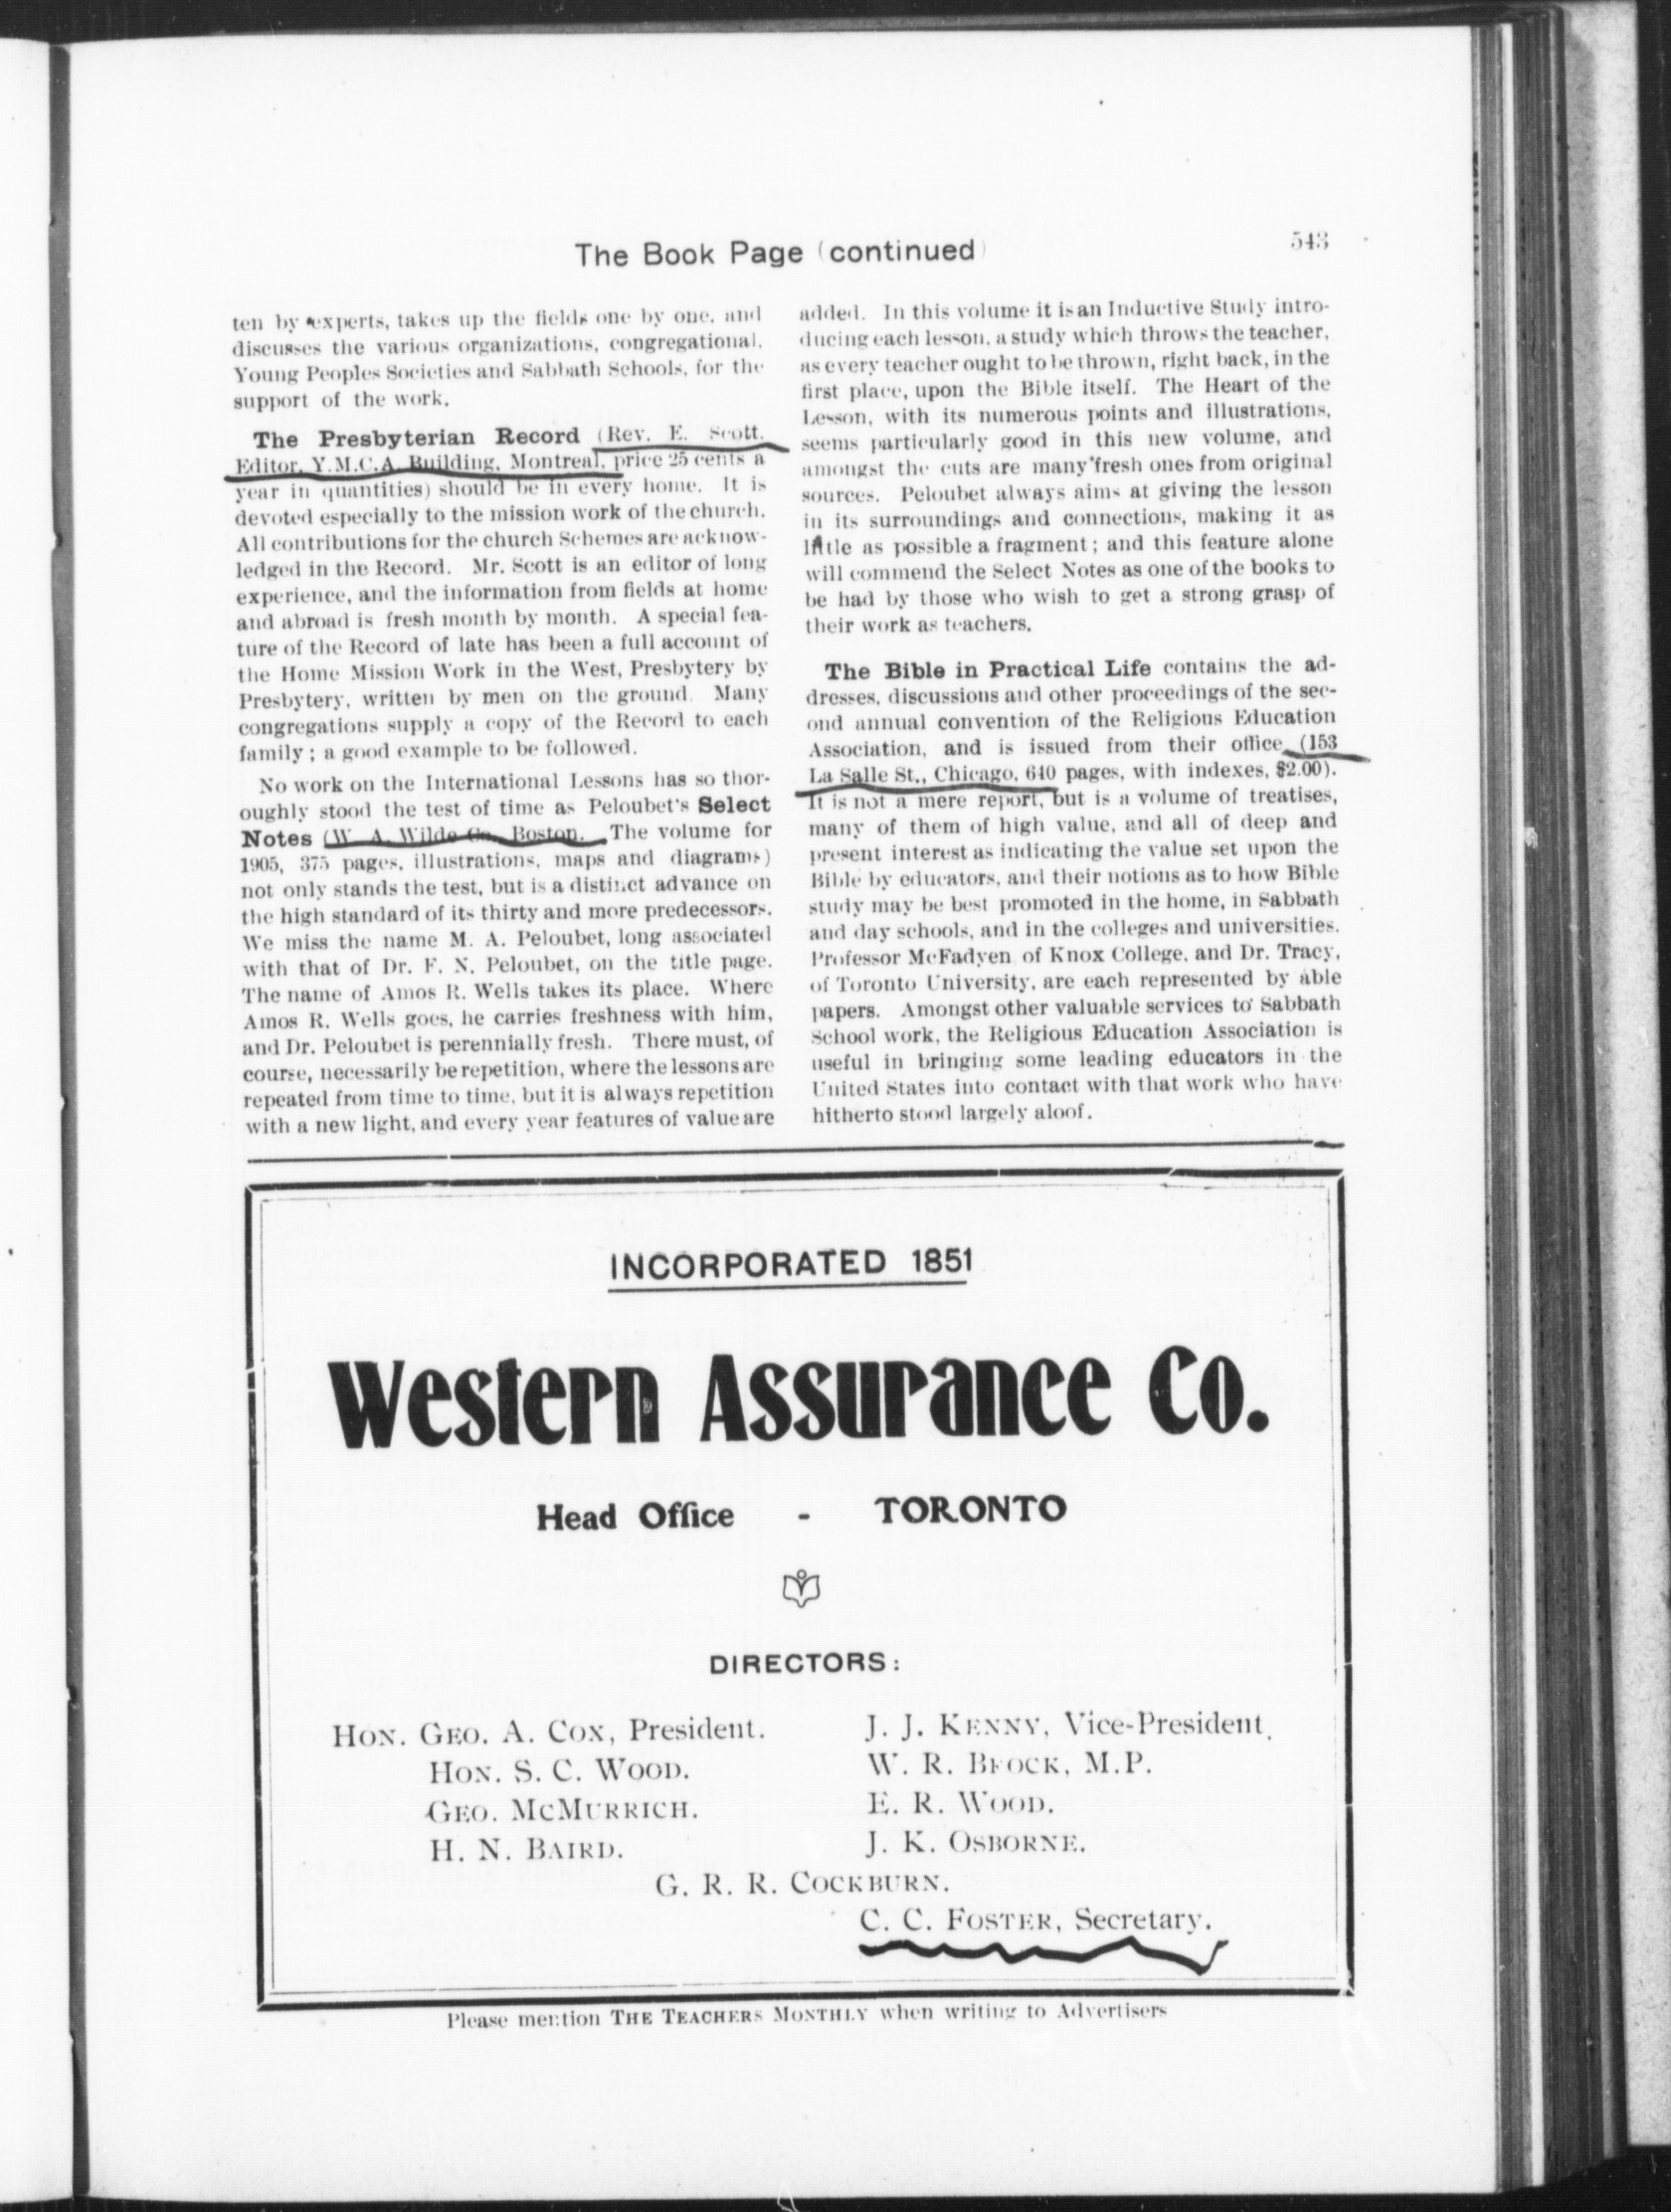 The Book Page (continued)
543
ten by experts, takes up the fields one by one, and
discusses the various organizations, congregational,
Young Peoples Societies and Sabbath Schools, for the
support of the work.
The Presbyterian Record (Rev. E. Scott,
Editor, Y.M.C.A. Building, Montreal, price 25 cents a
year in quantities) should be in every home. It is
devoted especially to the mission work of the church.
All contributions for the church Schemes are acknow-
ledged in the Record. Mr. Scott is an editor of long
experience, and the information from fields at home
and abroad is fresh month by month. A special fea-
ture of the Record of late has been a full account of
the Home Mission Work in the West, Presbytery by
Presbytery, written by men on the ground. Many
congregations supply a copy of the Record to each
family; a good example to be followed.
No work on the International Lessons has so thor-
oughly stood the test of time as Peloubet's Select
Notes (W. A. Wilde Co., Boston. The volume for
1905, 375 pages, illustrations, maps and diagrams)
not only stands the test, but is a distinct advance on
the high standard of its thirty and more predecessors.
We miss the name M. A. Peloubet, long associated
with that of Dr. F. N. Peloubet, on the title page.
The name of Amos R. Wells takes its place. Where
Amos R. Wells goes, he carries freshness with him,
and Dr. Peloubet is perennially fresh. There must, of
course, necessarily be repetition, where the lessons are
repeated from time to time, but it is always repetition
with a new light, and every year features of value are
added. In this volume it is an Inductive Study intro-
ducing each lesson, a study which throws the teacher,
as every teacher ought to be thrown, right back, in the
first place, upon the Bible itself. The Heart of the
Lesson, with its numerous points and illustrations,
seems particularly good in this new volume, and
amongst the cuts are many fresh ones from original
sources. Peloubet always aims at giving the lesson
in its surroundings and connections, making it as
little as possible a fragment; and this feature alone
will commend the Select Notes as one of the books to
be had by those who wish to get a strong grasp of
their work as teachers.
The Bible in Practical Life contains the ad-
dresses, discussions and other proceedings of the sec-
ond annual convention of the Religious Education
Association, and is issued from their office (153
La Salle St., Chicago, 640 pages, with indexes, $2.00).
It is not a mere report, but is a volume of treatises,
many of them of high value, and all of deep and
present interest as indicating the value set upon the
Bible by educators, and their notions as to how Bible
study may be best promoted in the home, in Sabbath
and day schools, and in the colleges and universities.
Professor McFadyen of Knox College, and Dr. Tracy,
of Toronto University, are each represented by able
papers. Amongst other valuable services to Sabbath
School work, the Religious Education Association is
useful in bringing some leading educators in the
United States into contact with that work who have
hitherto stood largely aloof.
INCORPORATED 1851
Western Assurance Co.
Head Office - TORONTO
DIRECTORS:
HON. GEO. A. COX, President.
J. J. KENNY, Vice-President.
HON. S. C. WOOD.
W. R. BROCK, M.P.
GEO. MCMURRICH.
E. R. WOOD.
H. N. BAIRD.
J. K. OSBORNE.
G. R. R. COCKBURN.
C. C. FOSTER, Secretary.
Please mention THE TEACHERS MONTHLY when writing to Advertisers